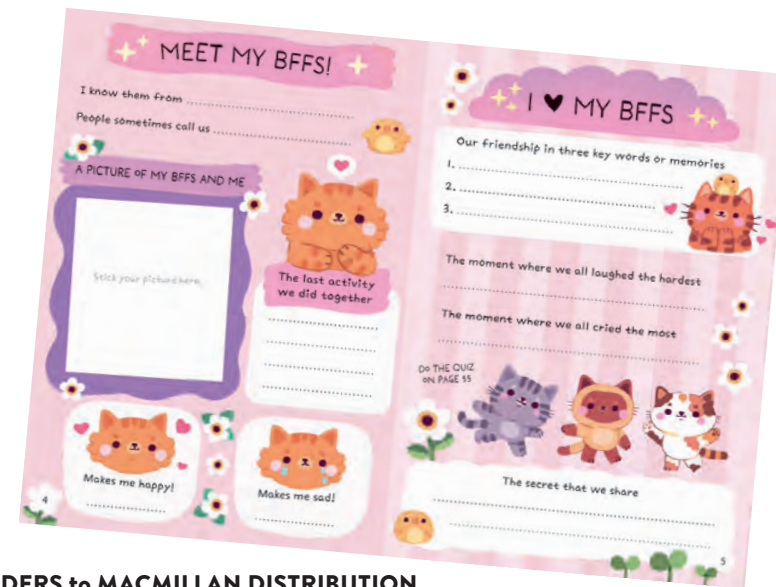 MEET MY BFFS!
I know them from
People sometimes call us
A PICTURE OF MY BFFS AND ME
Stick your picture here.
The last activity
we did together
Makes me happy!
Makes me sad!
4
I ♥ MY BFFS
Our friendship in three key words or memories
1.
2.
3.
The moment where we all laughed the hardest
The moment where we all cried the most
DO THE QUIZ
ON PAGE 55
The secret that we share
5
DERS to MACMILLAN DISTRIBUTION